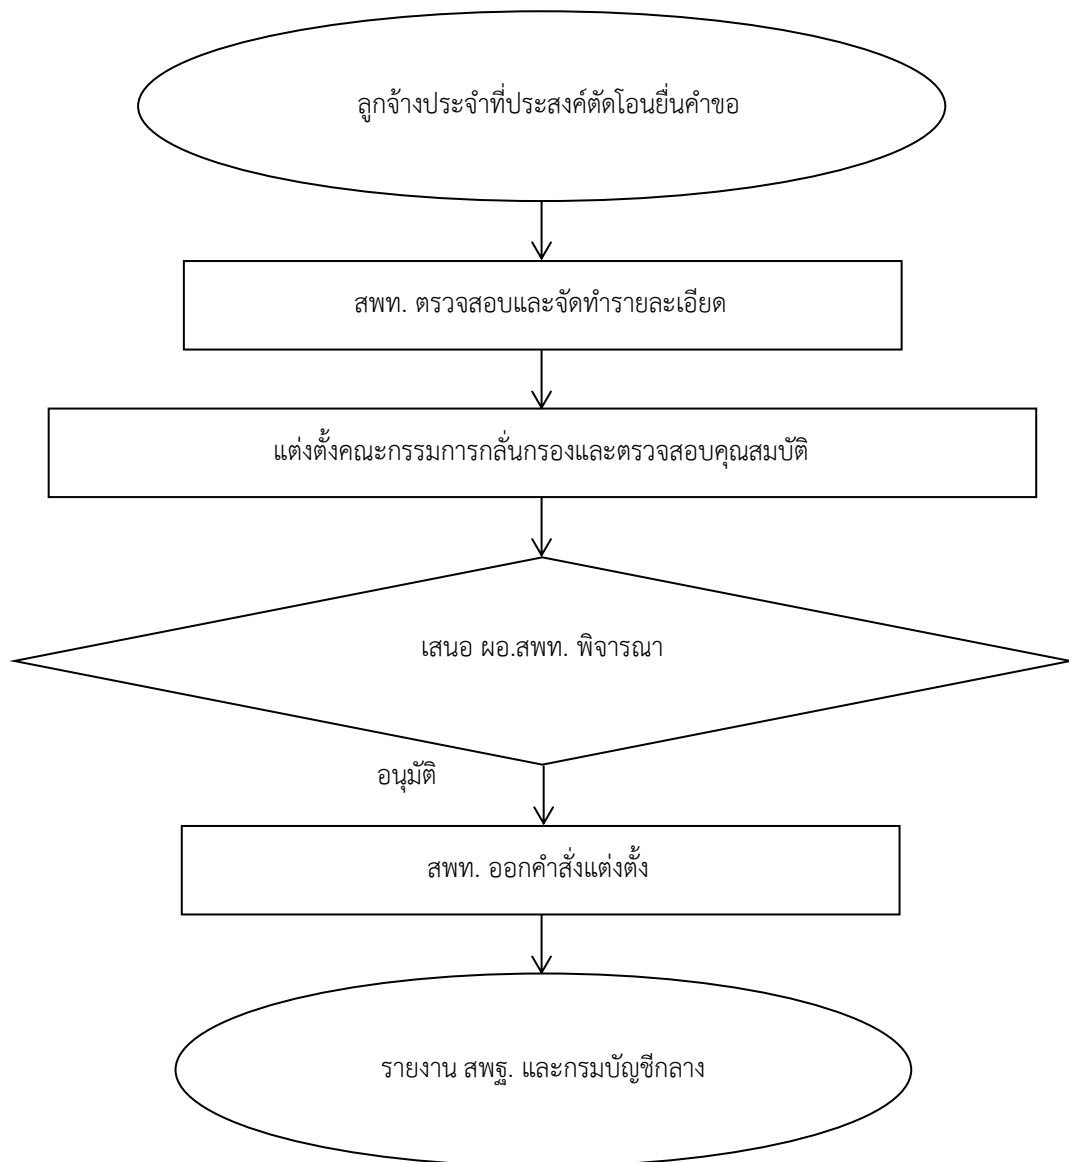 ลูกจ้างประจำที่ประสงค์ตัดโอนยื่นคำขอ
สพท. ตรวจสอบและจัดทำรายละเอียด
แต่งตั้งคณะกรรมการกลั่นกรองและตรวจสอบคุณสมบัติ
เสนอ ผอ.สพท. พิจารณา
อนุมัติ
สพท. ออกคำสั่งแต่งตั้ง
รายงาน สพฐ. และกรมบัญชีกลาง